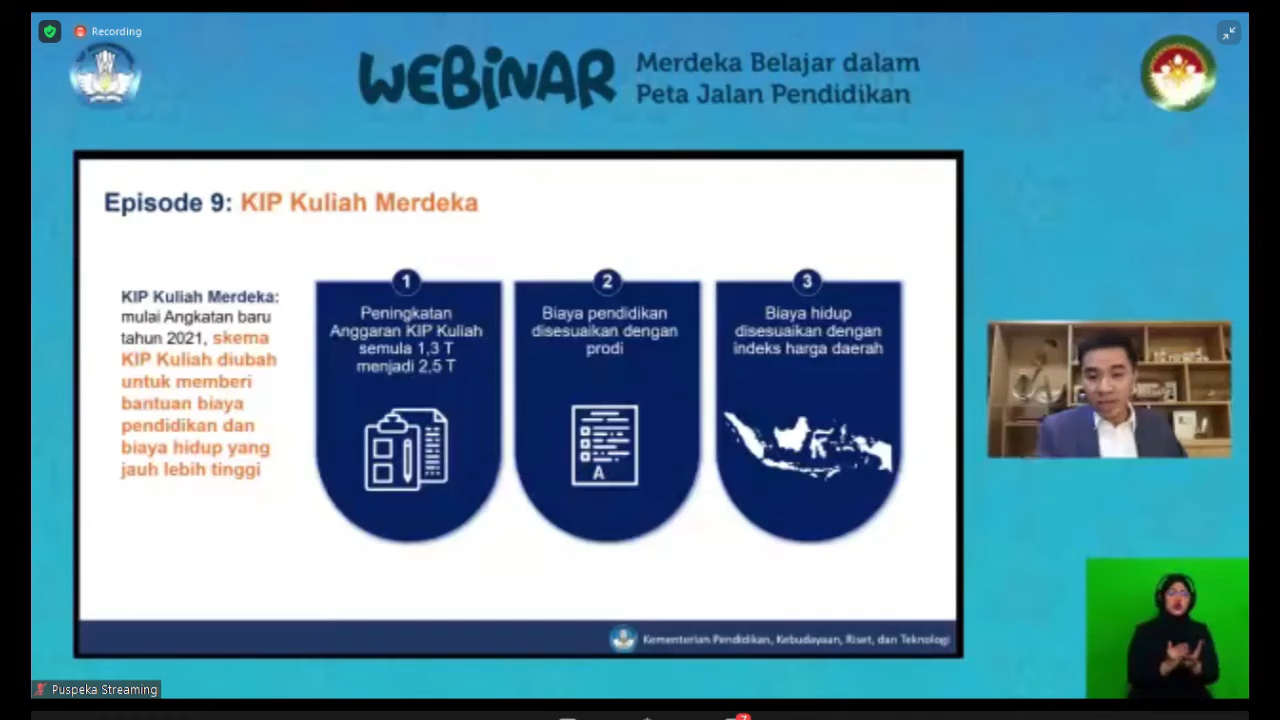 Recording
WEBINAR
Merdeka Belajar dalam
Peta Jalan Pendidikan
Episode 9: KIP Kuliah Merdeka
KIP Kuliah Merdeka:
mulai Angkatan baru
tahun 2021, skema
KIP Kuliah diubah
untuk memberi
bantuan biaya
pendidikan dan
biaya hidup yang
jauh lebih tinggi
1
Peningkatan
Anggaran KIP Kuliah
semula 1,3 T
menjadi 2,5 T
2
Biaya pendidikan
disesuaikan dengan
prodi
A
3
Biaya hidup
disesuaikan dengan
indeks harga daerah
Kementerian Pendidikan, Kebudayaan, Riset, dan Teknologi
Puspeka Streaming
7